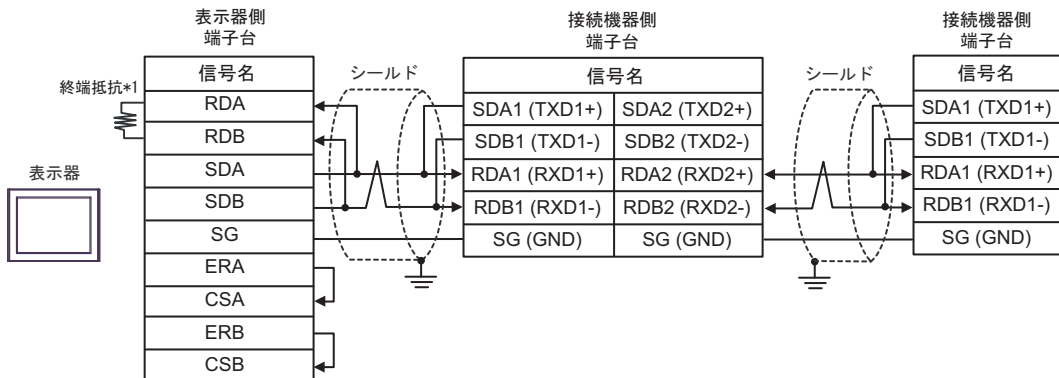 表示器側
端子台
信号名
RDA
RDB
SDA
SDB
SG
ERA
CSA
ERB
CSB
終端抵抗*1
表示器
シールド
接続機器側
端子台
信号名
SDA1 (TXD1+) SDA2 (TXD2+)
SDB1 (TXD1-) SDB2 (TXD2-)
RDA1 (RXD1+) RDA2 (RXD2+)
RDB1 (RXD1-) RDB2 (RXD2-)
SG (GND) SG (GND)
シールド
接続機器側
端子台
信号名
SDA1 (TXD1+)
SDB1 (TXD1-)
RDA1 (RXD1+)
RDB1 (RXD1-)
SG (GND)